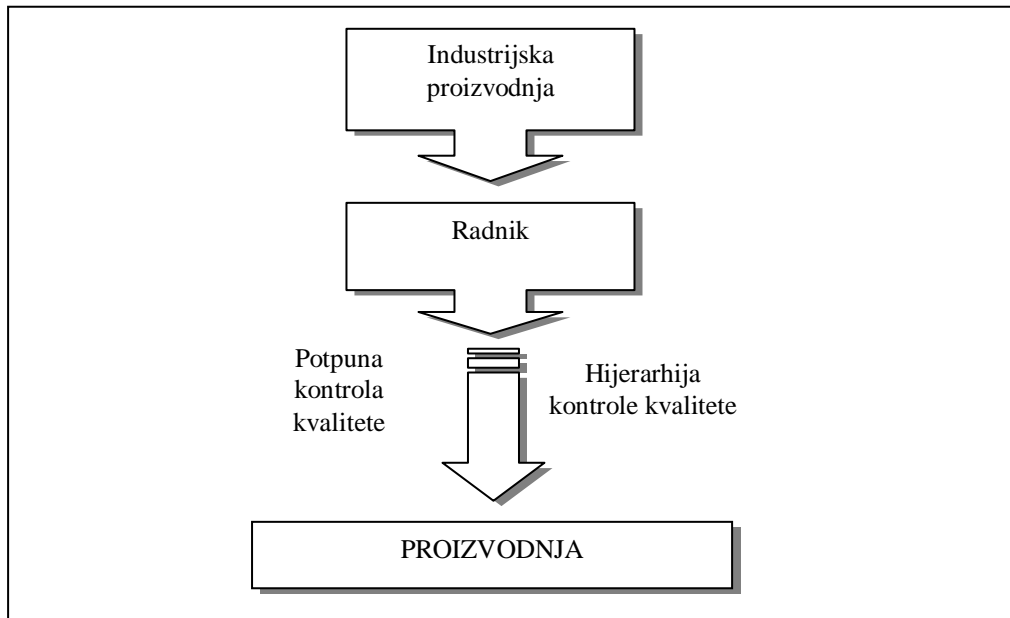 Industrijska
proizvodnja
Radnik
Potpuna
kontrola
kvalitete
Hijerarhija
kontrole kvalitete
PROIZVODNJA